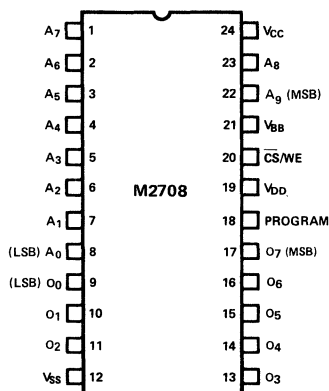 A7 1 24 VCC
A6 2 23 A8
A5 3 22 A9 (MSB)
A4 4 21 VBB
A3 5 20 C̅S̅/WE
A2 6 M2708 19 VDD
A1 7 18 PROGRAM
(LSB) A0 8 17 O7 (MSB)
(LSB) O0 9 16 O6
O1 10 15 O5
O2 11 14 O4
VSS 12 13 O3